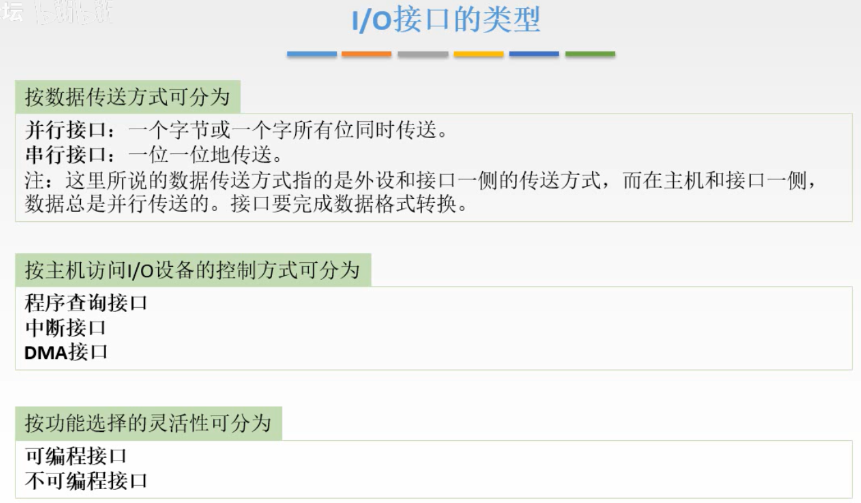 坛
I/O接口的类型
按数据传送方式可分为
并行接口：一个字节或一个字所有位同时传送。
串行接口：一位一位地传送。
注：这里所说的数据传送方式指的是外设和接口一侧的传送方式，而在主机和接口一侧，
数据总是并行传送的。接口要完成数据格式转换。
按主机访问I/O设备的控制方式可分为
程序查询接口
中断接口
DMA接口
按功能选择的灵活性可分为
可编程接口
不可编程接口